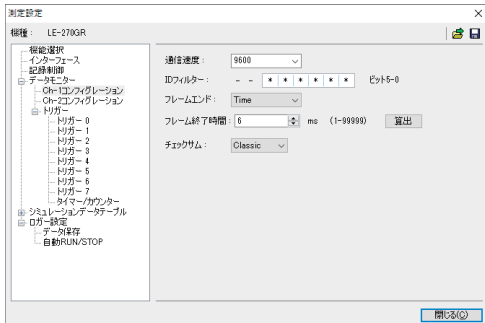 測定設定
機種: LE-270GR
機能選択
インターフェース
記録制御
データモニター
Ch-1コンフィグレーション
Ch-2コンフィグレーション
トリガー
トリガー 0
トリガー 1
トリガー 2
トリガー 3
トリガー 4
トリガー 5
トリガー 6
トリガー 7
タイマー/カウンター
シミュレーションデータテーブル
ロガー設定
データ保存
自動RUN/STOP
通信速度: 9600
IDフィルター: - - * * * * * * ビット5-0
フレームエンド: Time
フレーム終了時間: 6 ms (1-99999) 算出
チェックサム: Classic
閉じる(C)